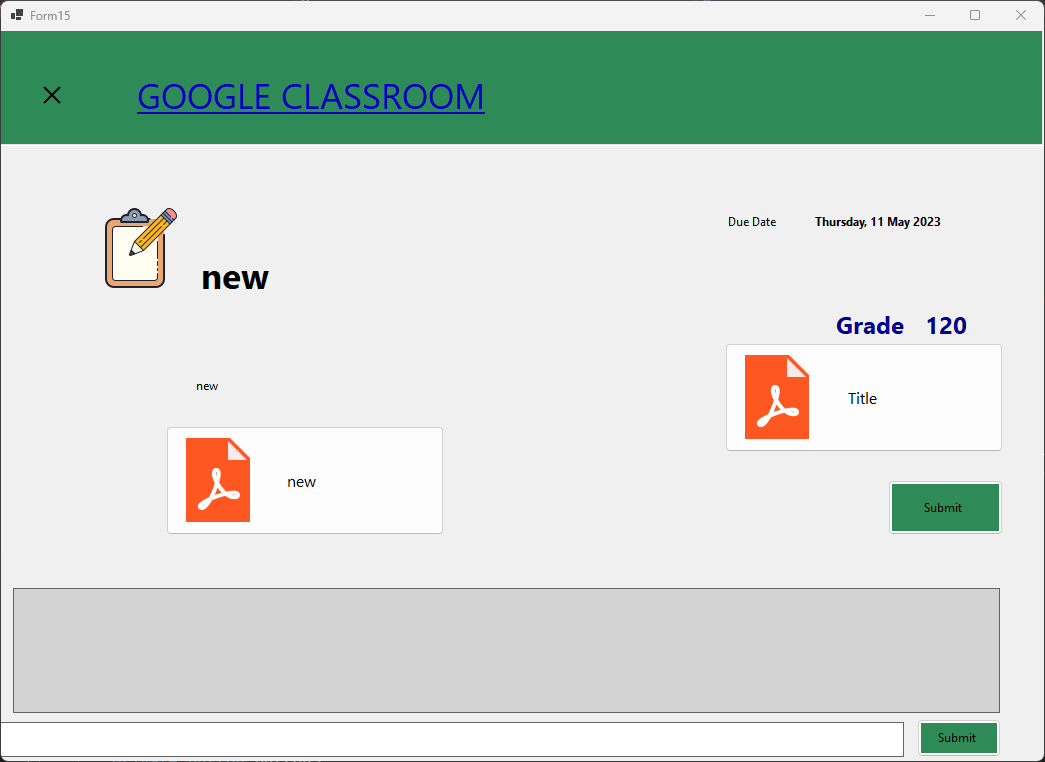 Form15
GOOGLE CLASSROOM
Due Date Thursday, 11 May 2023
new
Grade 120
new
Title
new
Submit
Submit